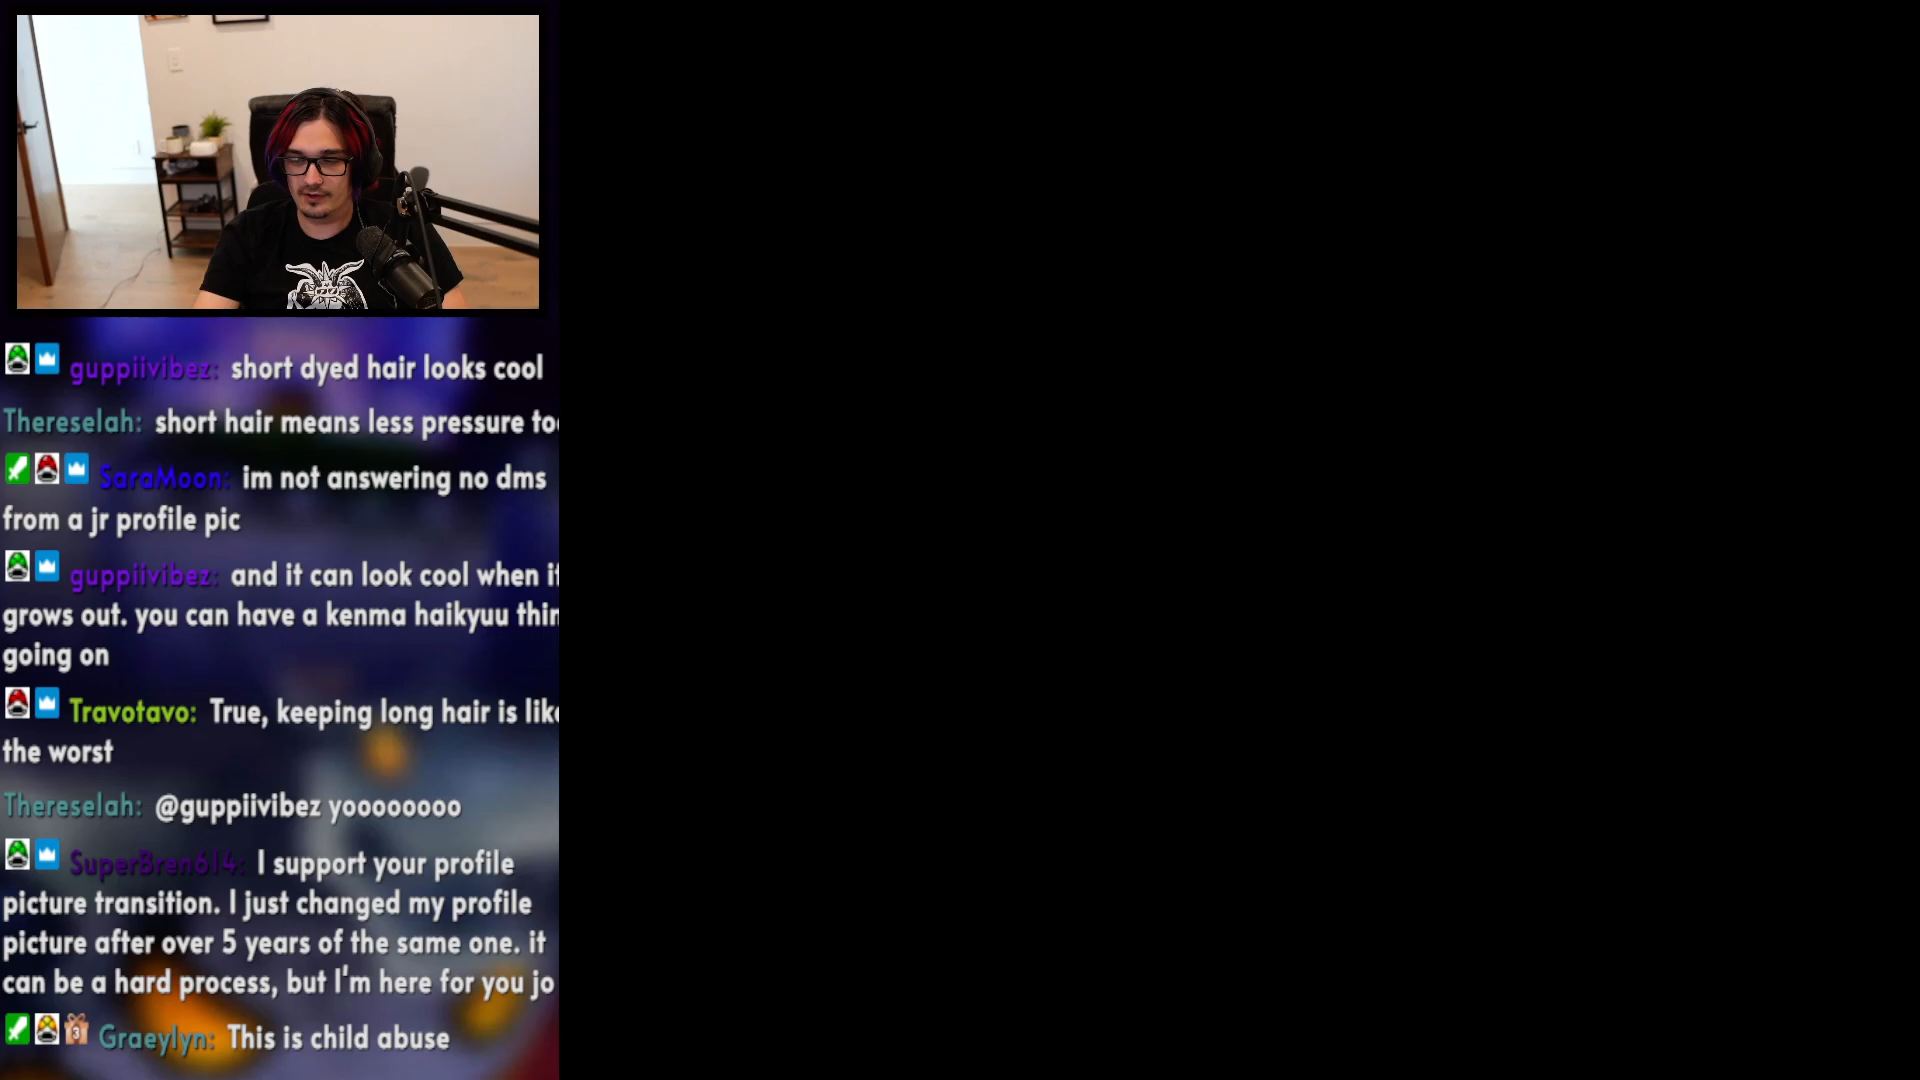 guppiivibez: short dyed hair looks cool
Thereselah: short hair means less pressure
SaraMoon: im not answering no dms
from a jr profile pic
guppiivibez: and it can look cool when
grows out. you can have a kenma haikyuu
going on
Travotavo: True, keeping long hair is
the worst
Thereselah: @guppiivibez yoooooooo
SuperBren614: I support your profile
picture transition. I just changed my profile
picture after over 5 years of the same one. it
can be a hard process, but I'm here for you jo
3 Graeylyn: This is child abuse